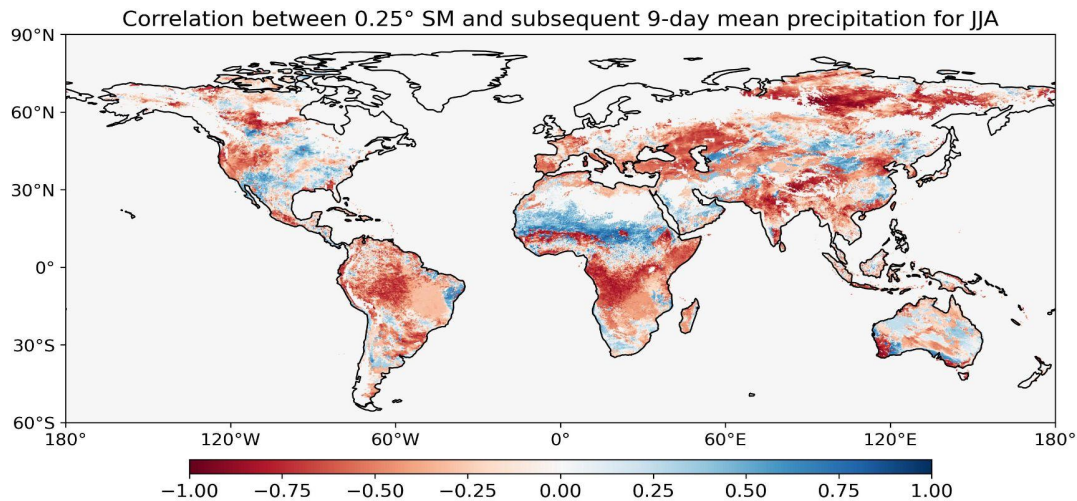 Correlation between 0.25° SM and subsequent 9-day mean precipitation for JJA
90°N
60°N
30°N
0°
30°S
60°S
180° 120°W 60°W 0° 60°E 120°E 180°
−1.00 −0.75 −0.50 −0.25 0.00 0.25 0.50 0.75 1.00